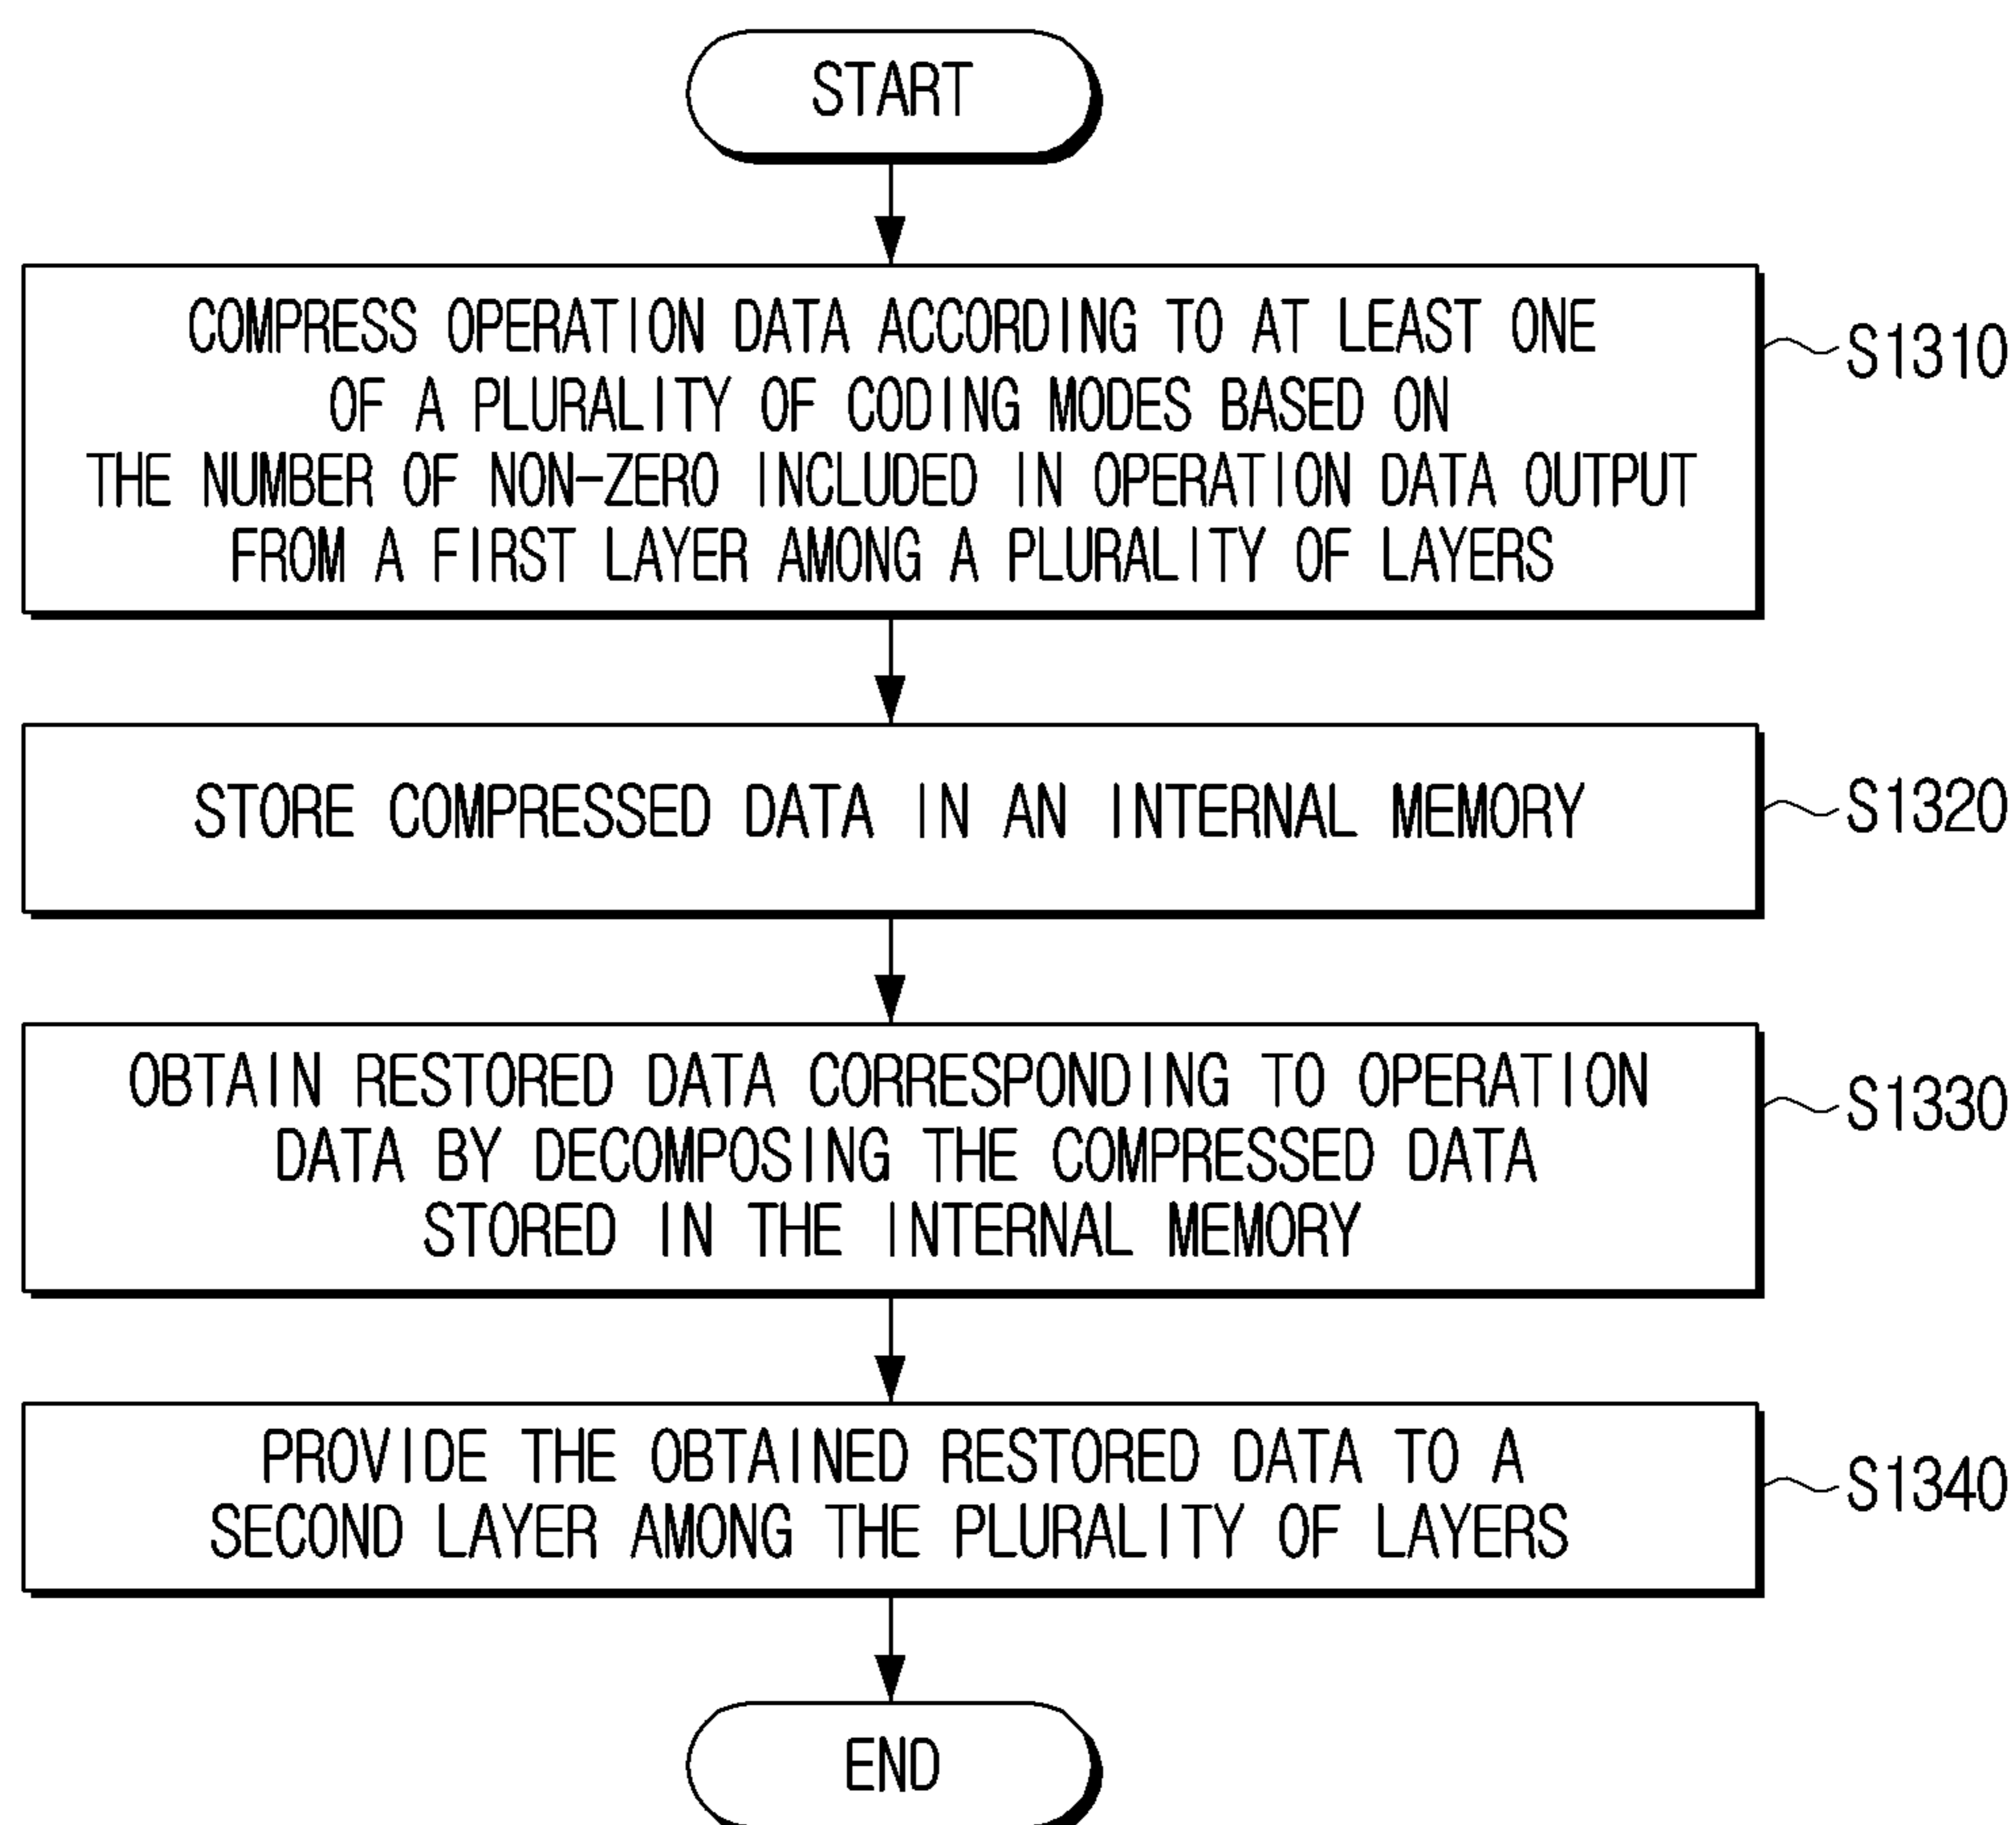 START
COMPRESS OPERATION DATA ACCORDING TO AT LEAST ONE
OF A PLURALITY OF CODING MODES BASED ON
THE NUMBER OF NON-ZERO INCLUDED IN OPERATION DATA OUTPUT
FROM A FIRST LAYER AMONG A PLURALITY OF LAYERS
S1310
STORE COMPRESSED DATA IN AN INTERNAL MEMORY
S1320
OBTAIN RESTORED DATA CORRESPONDING TO OPERATION
DATA BY DECOMPOSING THE COMPRESSED DATA
STORED IN THE INTERNAL MEMORY
S1330
PROVIDE THE OBTAINED RESTORED DATA TO A
SECOND LAYER AMONG THE PLURALITY OF LAYERS
S1340
END